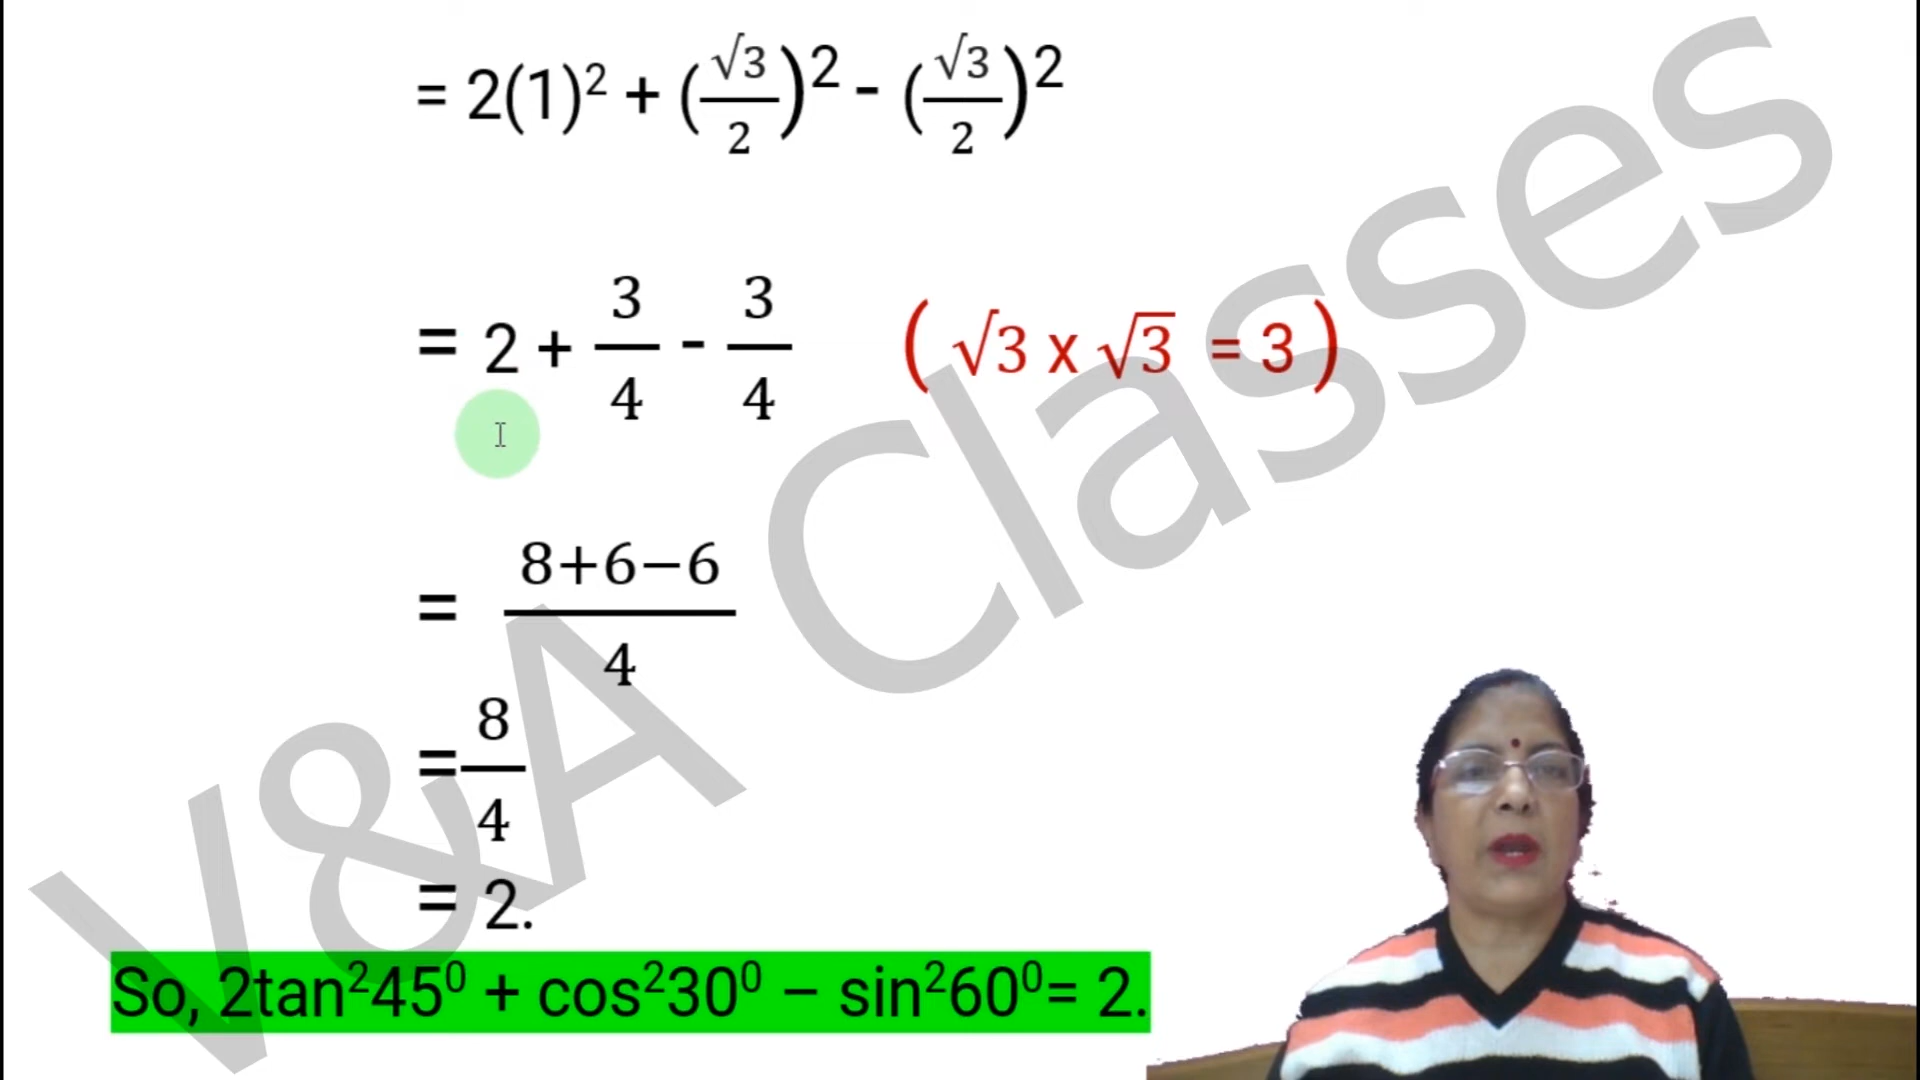 = 2(1)² + (√3/2)² - (√3/2)²
= 2 + 3/4 - 3/4 ( √3 x √3 = 3 )
= 8+6−6/4
= 8/4
= 2.
So, 2tan²45⁰ + cos²30⁰ – sin²60⁰= 2.
V&A Classes